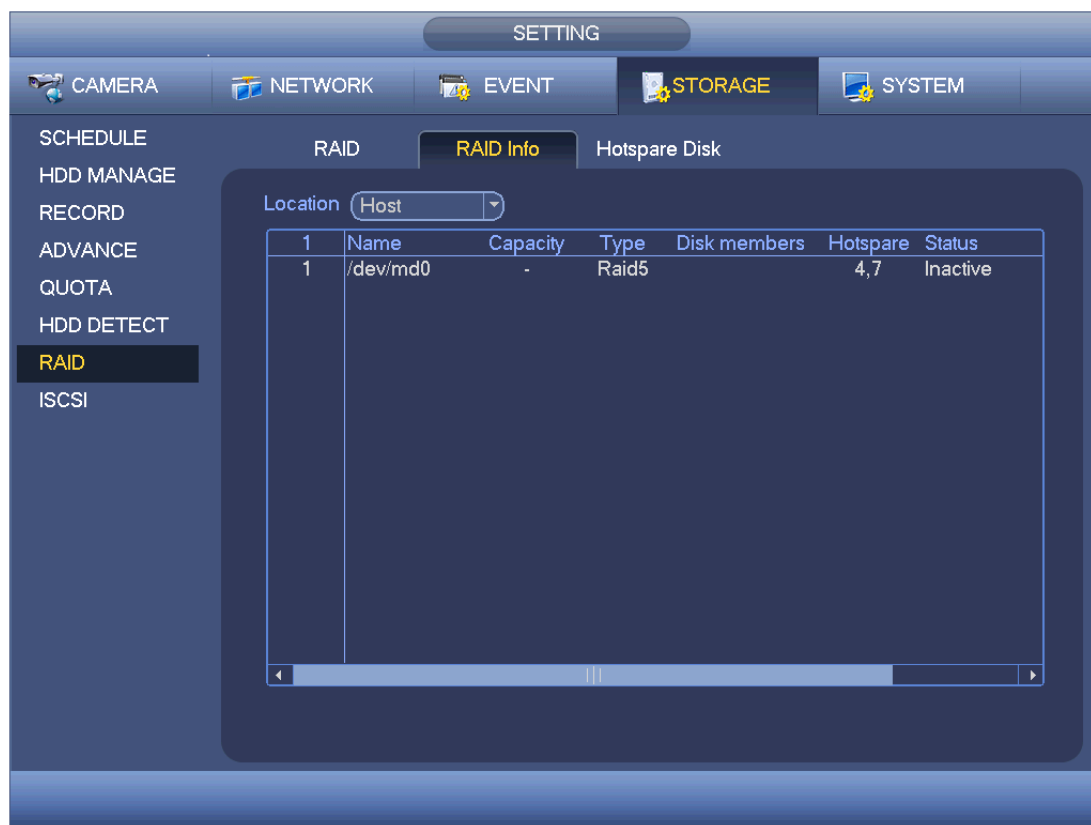 SETTING
CAMERA NETWORK EVENT STORAGE SYSTEM
SCHEDULE
HDD MANAGE
RECORD
ADVANCE
QUOTA
HDD DETECT
RAID
ISCSI
RAID RAID Info Hotspare Disk
Location Host
1 Name Capacity Type Disk members Hotspare Status
1 /dev/md0 - Raid5 4,7 Inactive